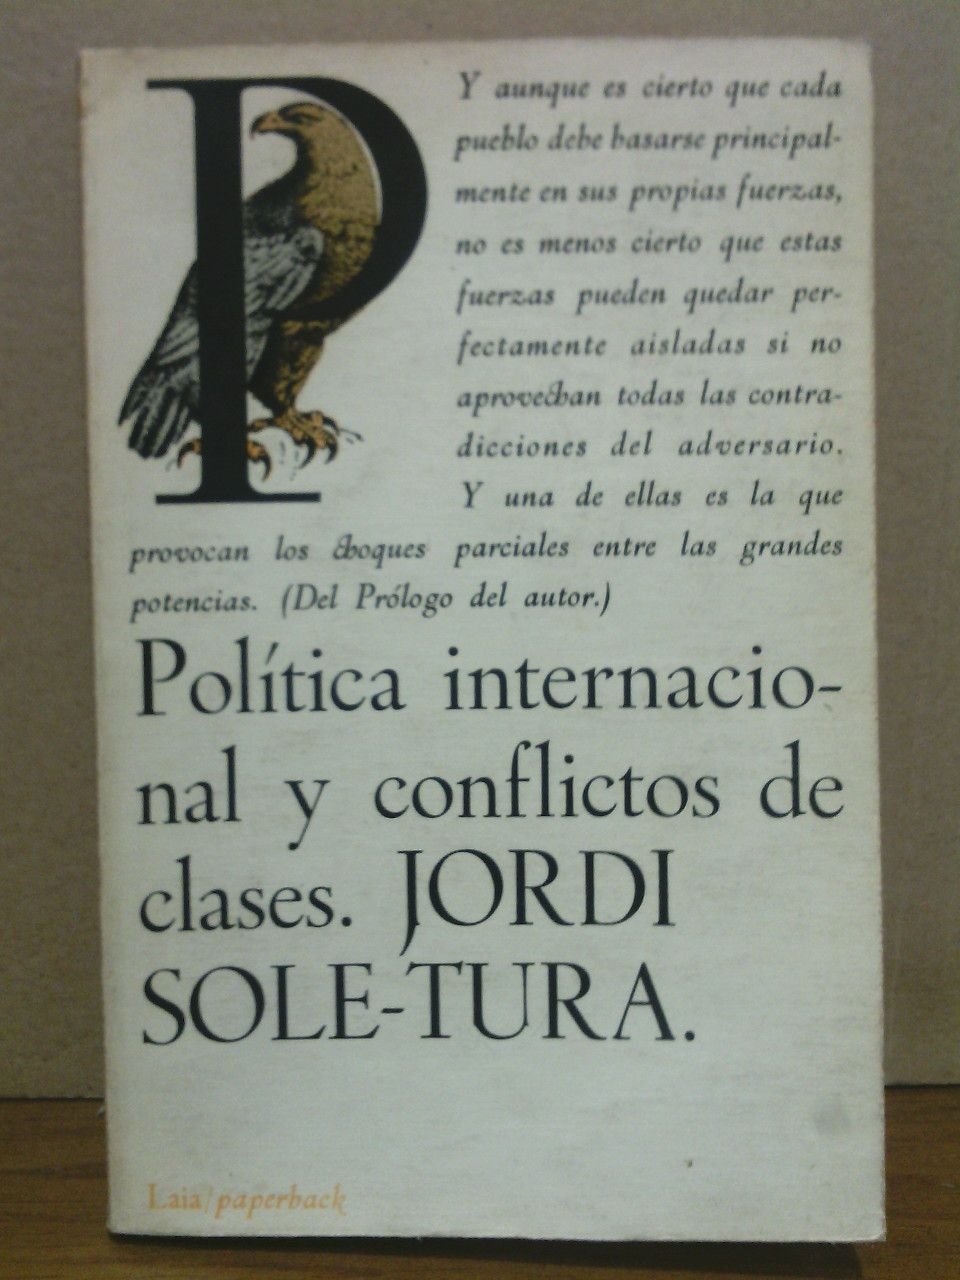 P
Y aunque es cierto que cada
pueblo debe basarse principal-
mente en sus propias fuerzas,
no es menos cierto que estas
fuerzas pueden quedar per-
fectamente aisladas si no
aprovechan todas las contra-
dicciones del adversario.
Y una de ellas es la que
provocan los choques parciales entre las grandes
potencias. (Del Prólogo del autor.)
Política internacio-
nal y conflictos de
clases. JORDI
SOLE-TURA.
Laia/paperback